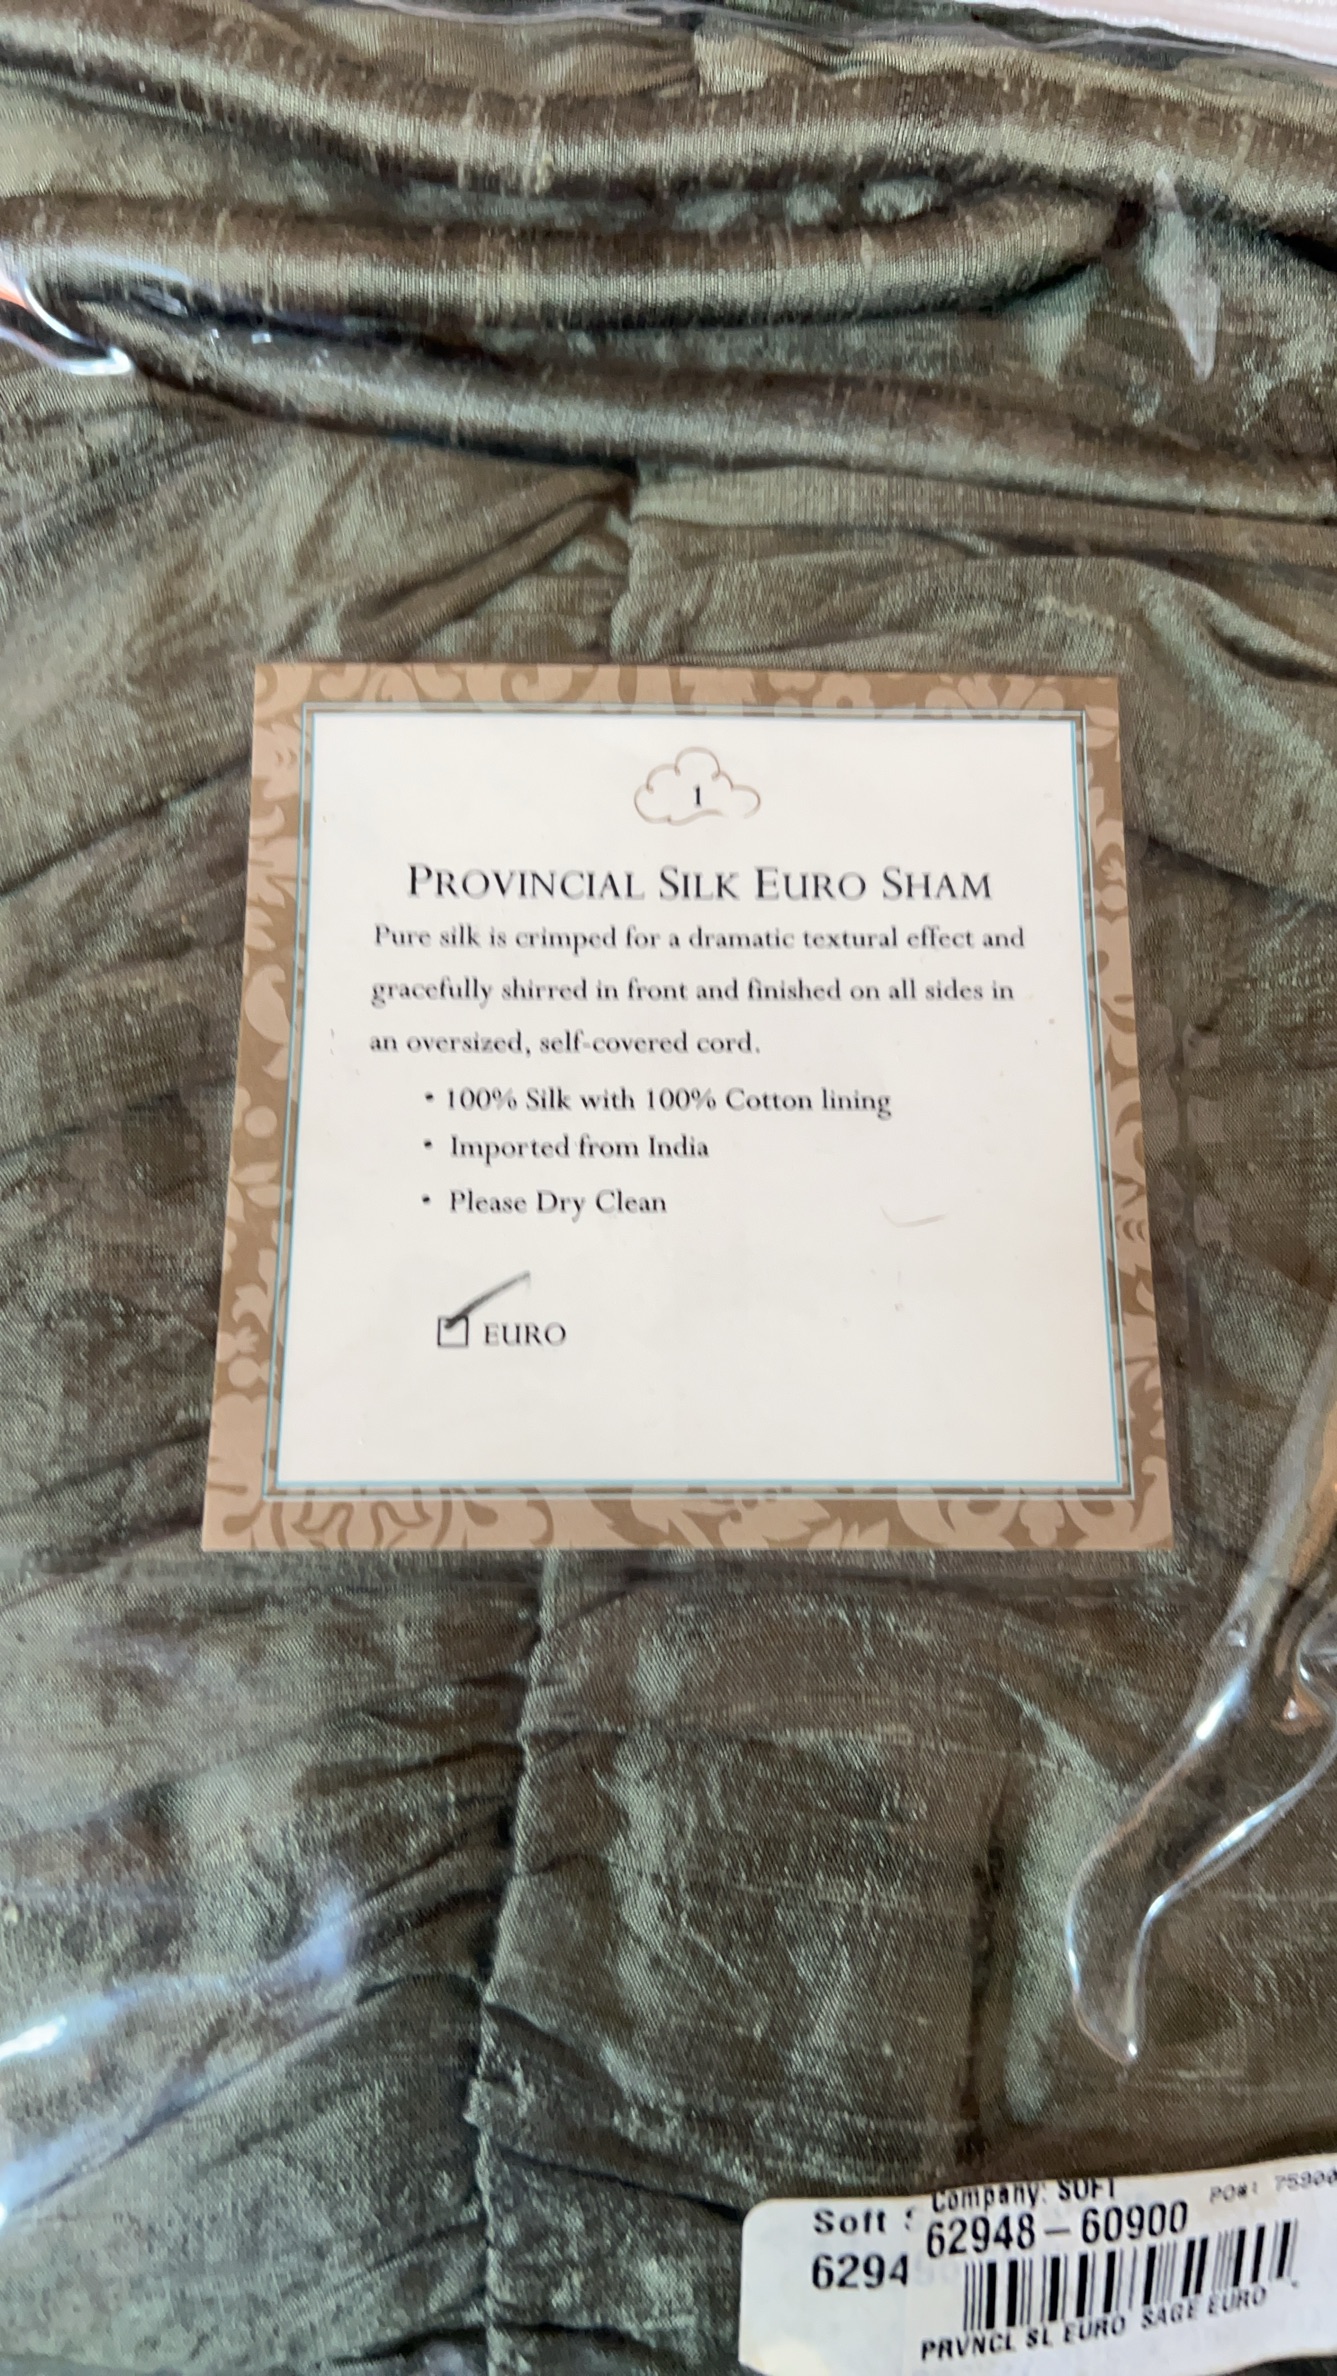 1
PROVINCIAL SILK EURO SHAM
Pure silk is crimped for a dramatic textural effect and
gracefully shirred in front and finished on all sides in
an oversized, self-covered cord.
• 100% Silk with 100% Cotton lining
• Imported from India
• Please Dry Clean
EURO
Company: SOFT PO#: 75900
Soft
62948-60900
6294
PRVNCL SL EURO SAGE EURO